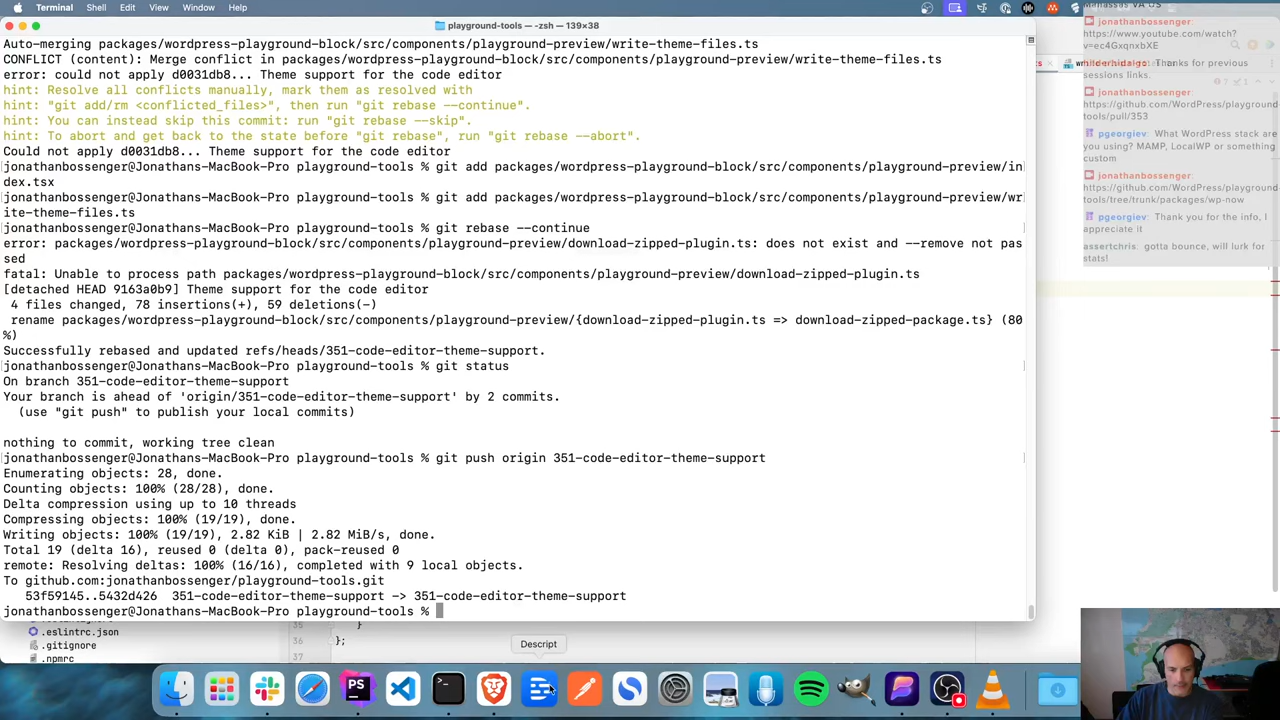 Terminal Shell Edit View Window Help
playground-tools — -zsh — 139×38
Auto-merging packages/wordpress-playground-block/src/components/playground-preview/write-theme-files.ts
CONFLICT (content): Merge conflict in packages/wordpress-playground-block/src/components/playground-preview/write-theme-files.ts
error: could not apply d0031db8... Theme support for the code editor
hint: Resolve all conflicts manually, mark them as resolved with
hint: "git add/rm <conflicted_files>", then run "git rebase --continue".
hint: You can instead skip this commit: run "git rebase --skip".
hint: To abort and get back to the state before "git rebase", run "git rebase --abort".
Could not apply d0031db8... Theme support for the code editor
jonathanbossenger@Jonathans-MacBook-Pro playground-tools % git add packages/wordpress-playground-block/src/components/playground-preview/in
dex.tsx
jonathanbossenger@Jonathans-MacBook-Pro playground-tools % git add packages/wordpress-playground-block/src/components/playground-preview/wr
ite-theme-files.ts
jonathanbossenger@Jonathans-MacBook-Pro playground-tools % git rebase --continue
error: packages/wordpress-playground-block/src/components/playground-preview/download-zipped-plugin.ts: does not exist and --remove not pas
sed
fatal: Unable to process path packages/wordpress-playground-block/src/components/playground-preview/download-zipped-plugin.ts
[detached HEAD 9163a0b9] Theme support for the code editor
4 files changed, 78 insertions(+), 59 deletions(-)
rename packages/wordpress-playground-block/src/components/playground-preview/{download-zipped-plugin.ts => download-zipped-package.ts} (80
%)
Successfully rebased and updated refs/heads/351-code-editor-theme-support.
jonathanbossenger@Jonathans-MacBook-Pro playground-tools % git status
On branch 351-code-editor-theme-support
Your branch is ahead of 'origin/351-code-editor-theme-support' by 2 commits.
(use "git push" to publish your local commits)
nothing to commit, working tree clean
jonathanbossenger@Jonathans-MacBook-Pro playground-tools % git push origin 351-code-editor-theme-support
Enumerating objects: 28, done.
Counting objects: 100% (28/28), done.
Delta compression using up to 10 threads
Compressing objects: 100% (19/19), done.
Writing objects: 100% (19/19), 2.82 KiB | 2.82 MiB/s, done.
Total 19 (delta 16), reused 0 (delta 0), pack-reused 0
remote: Resolving deltas: 100% (16/16), completed with 9 local objects.
To github.com:jonathanbossenger/playground-tools.git
53f59145..5432d426 351-code-editor-theme-support -> 351-code-editor-theme-support
jonathanbossenger@Jonathans-MacBook-Pro playground-tools %
.eslintrc.json
.gitignore
.npmrc
35 }
36 };
37
Descript
Manassas VA US
jonathanbossenger:
https://www.youtube.com/watch?
v=ec4GxqnxbXE
Thanks for previous
sessions links.
jonathanbossenger:
https://github.com/WordPress/playground-
tools/pull/353
pgeorgiev: What WordPress stack are
you using? MAMP, LocalWP or something
custom
jonathanbossenger:
https://github.com/WordPress/playground-
tools/tree/trunk/packages/wp-now
pgeorgiev: Thank you for the info, I
appreciate it
assertchris: gotta bounce, will lurk for
stats!